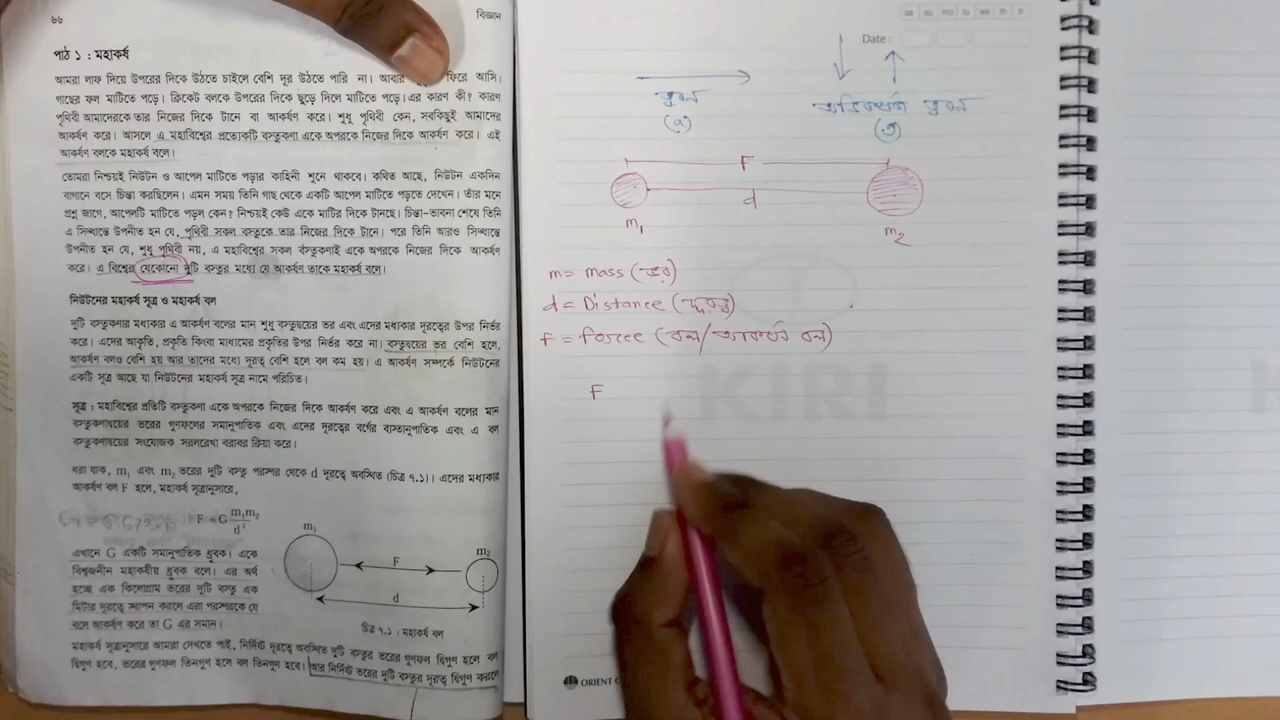 ৬৬
বিজ্ঞান
পাঠ ১ : মহাকর্ষ
আমরা লাফ দিয়ে উপরের দিকে উঠতে চাইলে বেশি দূর উঠতে পারি না। আবার ফিরে আসি।
গাছের ফল মাটিতে পড়ে। ক্রিকেট বলকে উপরের দিকে ছুড়ে দিলে মাটিতে পড়ে। এর কারণ কী? কারণ
পৃথিবী আমাদেরকে তার নিজের দিকে টানে বা আকর্ষণ করে। শুধু পৃথিবী কেন, সবকিছুই আমাদের
আকর্ষণ করে। আসলে এ মহাবিশ্বের প্রত্যেকটি বস্তুকণা একে অপরকে নিজের দিকে আকর্ষণ করে। এই
আকর্ষণ বলকে মহাকর্ষ বলে।
তোমরা নিশ্চয়ই নিউটন ও আপেল মাটিতে পড়ার কাহিনী শুনে থাকবে। কথিত আছে, নিউটন একদিন
বাগানে বসে চিন্তা করছিলেন। এমন সময় তিনি গাছ থেকে একটি আপেল মাটিতে পড়তে দেখেন। তাঁর মনে
প্রশ্ন জাগে, আপেলটি মাটিতে পড়ল কেন? নিশ্চয়ই কেউ একে মাটির দিকে টানছে। চিন্তা-ভাবনা শেষে তিনি
এ সিদ্ধান্তে উপনীত হন যে, পৃথিবী সকল বস্তুকে তার নিজের দিকে টানে। পরে তিনি আরও সিদ্ধান্তে
উপনীত হন যে, শুধু পৃথিবী নয়, এ মহাবিশ্বের সকল বস্তুকণাই একে অপরকে নিজের দিকে আকর্ষণ
করে। এ বিশ্বের যেকোনো দুটি বস্তুর মধ্যে যে আকর্ষণ তাকে মহাকর্ষ বলে।
নিউটনের মহাকর্ষ সূত্র ও মহাকর্ষ বল
দুটি বস্তুকণার মধ্যকার এ আকর্ষণ বলের মান শুধু বস্তুদ্বয়ের ভর এবং এদের মধ্যকার দূরত্বের উপর নির্ভর
করে। এদের আকৃতি, প্রকৃতি কিংবা মাধ্যমের প্রকৃতির উপর নির্ভর করে না। বস্তুদ্বয়ের ভর বেশি হলে,
আকর্ষণ বলও বেশি হয় আর তাদের মধ্যে দূরত্ব বেশি হলে বল কম হয়। এ আকর্ষণ সম্পর্কে নিউটনের
একটি সূত্র আছে যা নিউটনের মহাকর্ষ সূত্র নামে পরিচিত।
সূত্র : মহাবিশ্বের প্রতিটি বস্তুকণা একে অপরকে নিজের দিকে আকর্ষণ করে এবং এ আকর্ষণ বলের মান
বস্তুকণাদ্বয়ের ভরের গুণফলের সমানুপাতিক এবং এদের দূরত্বের বর্গের ব্যস্তানুপাতিক এবং এ বল
বস্তুকণাদ্বয়ের সংযোজক সরলরেখা বরাবর ক্রিয়া করে।
ধরা যাক, m₁ এবং m₂ ভরের দুটি বস্তু পরস্পর থেকে d দূরত্বে অবস্থিত (চিত্র ৭.১)। এদের মধ্যকার
আকর্ষণ বল F হলে, মহাকর্ষ সূত্রানুসারে,
F = G m₁m₂/d²
m₁
m₂
F
d
এখানে G একটি সমানুপাতিক ধ্রুবক। একে
বিশ্বজনীন মহাকর্ষীয় ধ্রুবক বলে। এর অর্থ
হচ্ছে এক কিলোগ্রাম ভরের দুটি বস্তু এক
মিটার দূরত্বে স্থাপন করলে এরা পরস্পরকে যে
বলে আকর্ষণ করে তা G এর সমান।
চিত্র ৭.১ : মহাকর্ষ বল
মহাকর্ষ সূত্রানুসারে আমরা দেখতে পাই, নির্দিষ্ট দূরত্বে অবস্থিত দুটি বস্তুর ভরের গুণফল দ্বিগুণ হলে বল
দ্বিগুণ হবে, ভরের গুণফল তিনগুণ হলে বল তিনগুণ হবে। আর নির্দিষ্ট ভরের দুটি বস্তুর দূরত্ব দ্বিগুণ করলে
Date :
ত্বরণ
(a)
অভিকর্ষজ ত্বরণ
(g)
F
d
m₁
m₂
m = Mass (ভর)
d = Distance (দূরত্ব)
F = Force (বল/আকর্ষণ বল)
F
KIRI
ORIENT